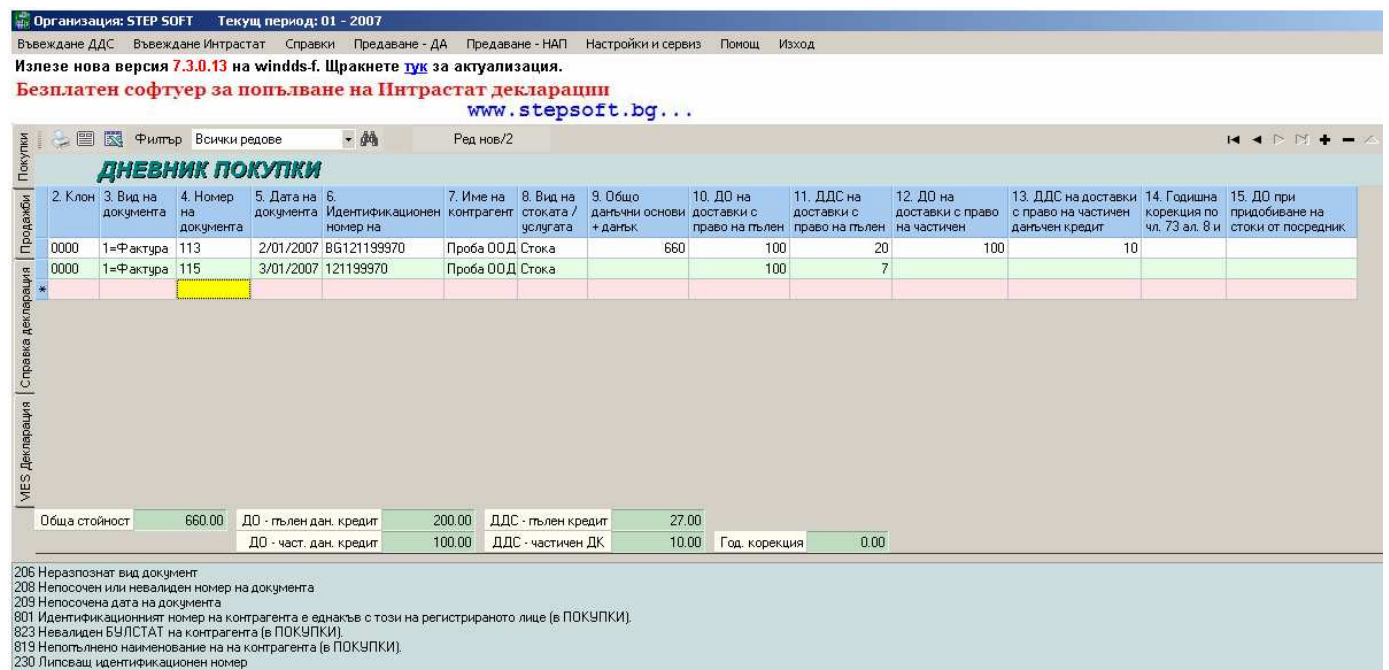 Организация: STEP SOFT Текущ период: 01 - 2007
Въвеждане ДДС Въвеждане Интрастат Справки Предаване - ДА Предаване - НАП Настройки и сервиз Помощ Изход
Излезе нова версия 7.3.0.13 на windds-f. Щракнете тук за актуализация.
Безплатен софтуер за попълване на Интрастат декларации
www.stepsoft.bg...
Покупки
Продажби
Справка декларация
VIES Декларация
Филтър Всички редове Ред нов/2
ДНЕВНИК ПОКУПКИ
2. Клон 3. Вид на документа 4. Номер на документа 5. Дата на документа 6. Идентификационен номер на 7. Име на контрагент 8. Вид на стоката / услугата 9. Общо данъчни основи + данък 10. ДО на доставки с право на пълен 11. ДДС на доставки с право на пълен 12. ДО на доставки с право на частичен 13. ДДС на доставки с право на частичен данъчен кредит 14. Годишна корекция по чл. 73 ал. 8 и 15. ДО при придобиване на стоки от посредник
0000 1=Фактура 113 2/01/2007 BG121199970 Проба ООД Стока 660 100 20 100 10
0000 1=Фактура 115 3/01/2007 121199970 Проба ООД Стока 100 7
*
Обща стойност 660.00 ДО - пълен дан. кредит 200.00 ДДС - пълен кредит 27.00
ДО - част. дан. кредит 100.00 ДДС - частичен ДК 10.00 Год. корекция 0.00
206 Неразпознат вид документ
208 Непосочен или невалиден номер на документа
209 Непосочена дата на документа
801 Идентификационният номер на контрагента е еднакъв с този на регистрираното лице (в ПОКУПКИ).
823 Невалиден БУЛСТАТ на контрагента (в ПОКУПКИ).
819 Непопълнено наименование на на контрагента (в ПОКУПКИ).
230 Липсващ идентификационен номер